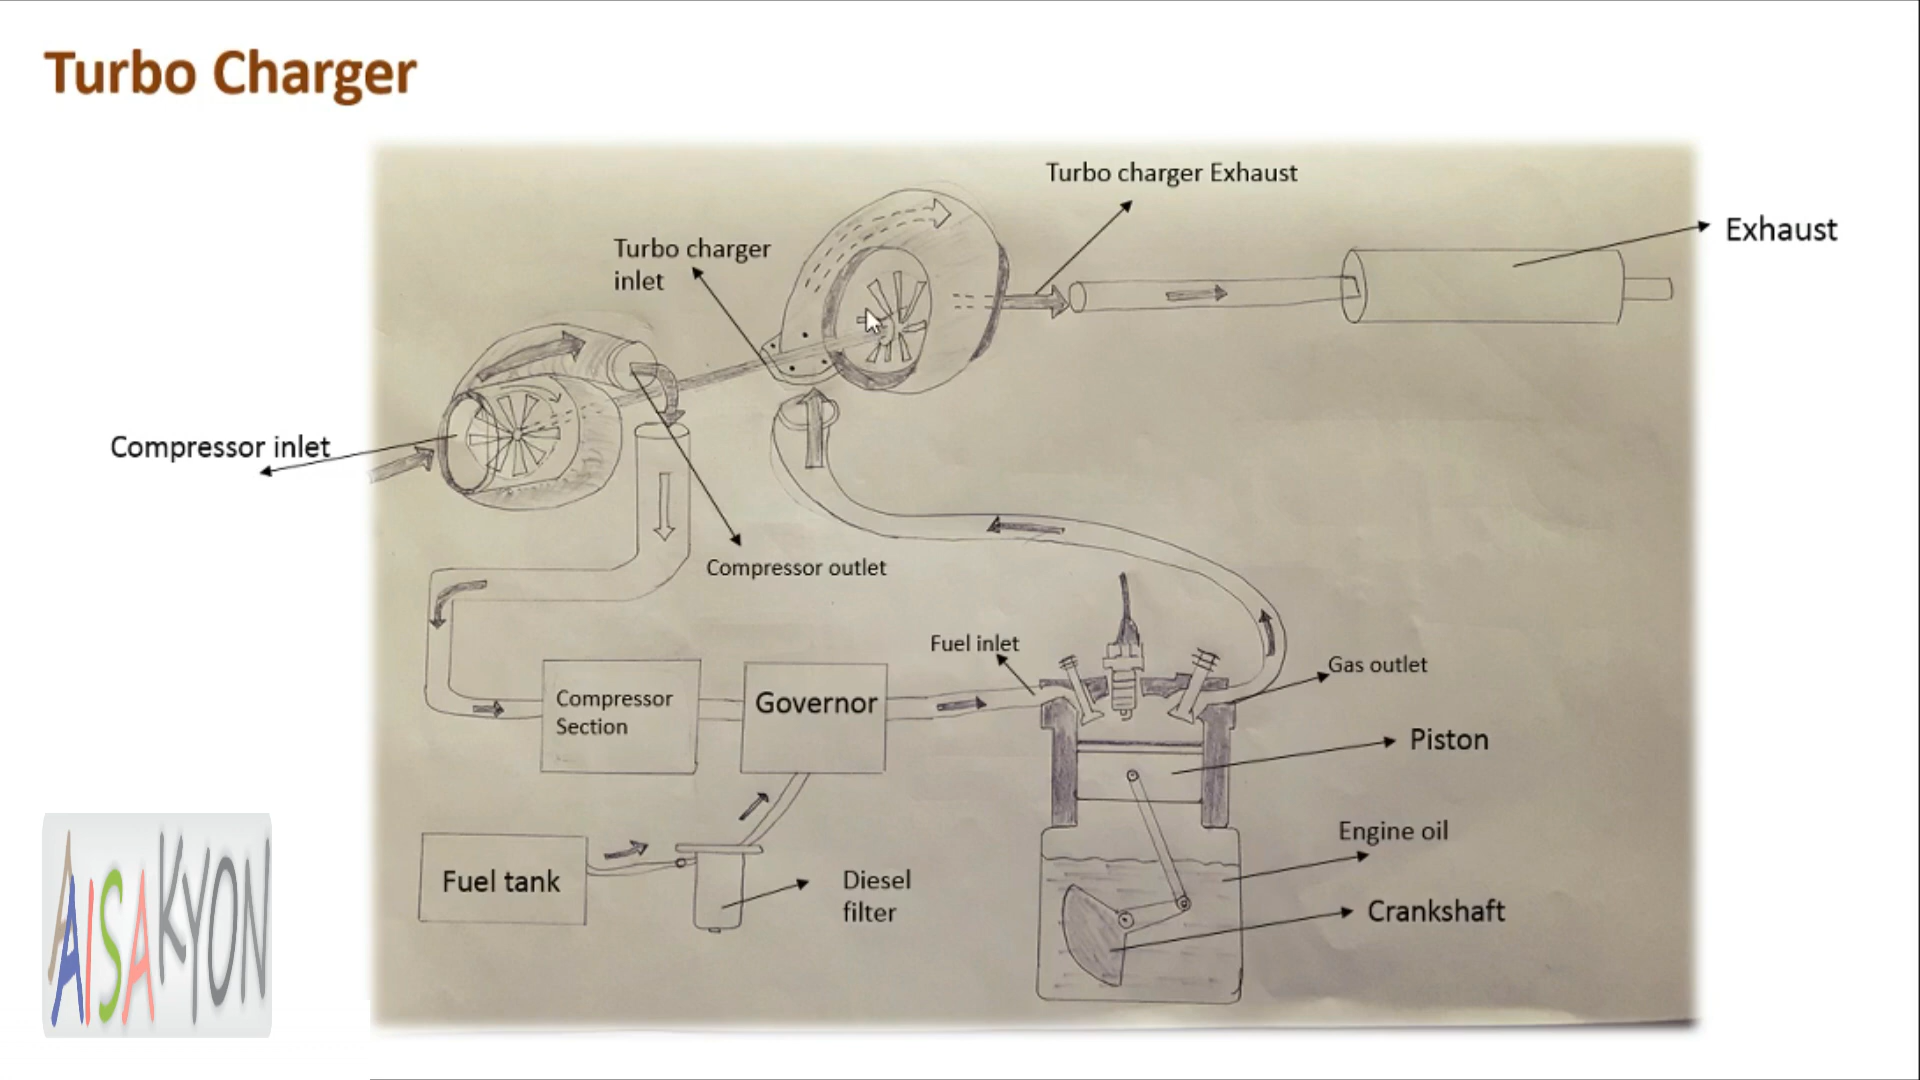 Turbo Charger
Turbo charger Exhaust
Exhaust
Turbo charger
inlet
Compressor inlet
Compressor outlet
Fuel inlet
Gas outlet
Compressor
Section
Governor
Piston
Engine oil
Fuel tank
Diesel
filter
Crankshaft
AISAKYON